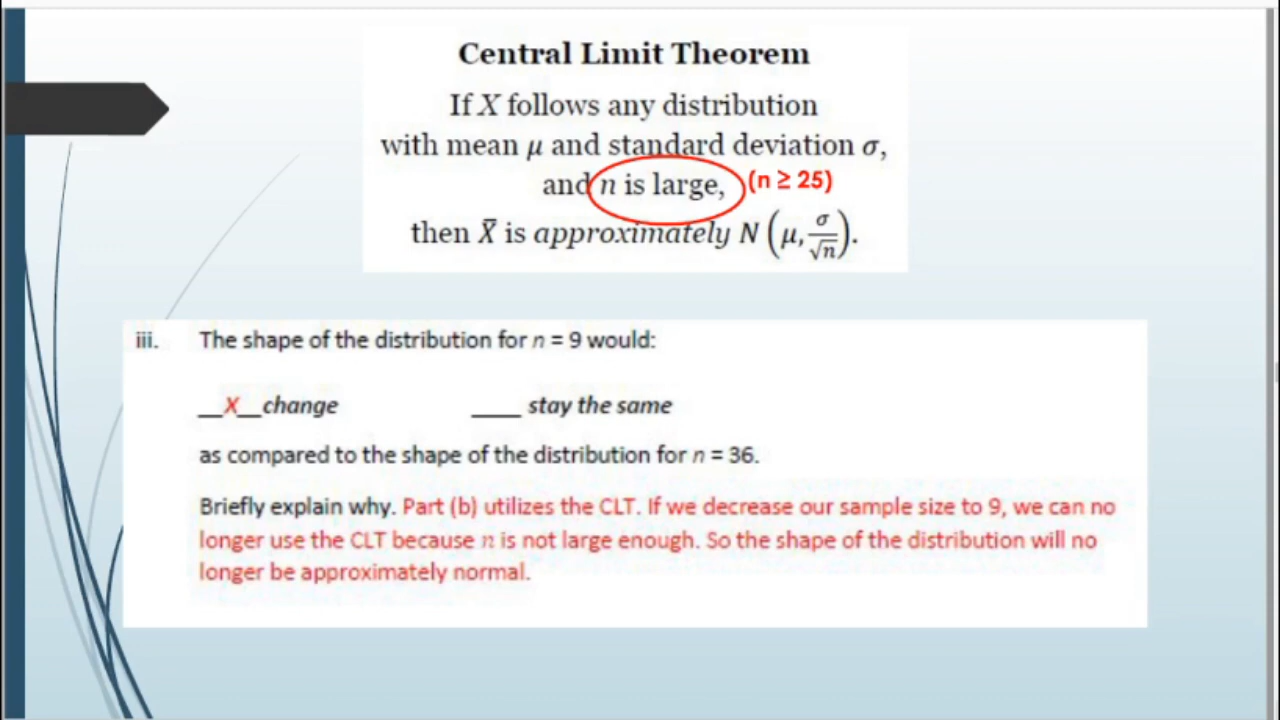 Central Limit Theorem
If X follows any distribution
with mean μ and standard deviation σ,
and n is large, (n ≥ 25)
then X̄ is approximately N (μ, σ/√n).
iii. The shape of the distribution for n = 9 would:
__X__change ____ stay the same
as compared to the shape of the distribution for n = 36.
Briefly explain why. Part (b) utilizes the CLT. If we decrease our sample size to 9, we can no
longer use the CLT because n is not large enough. So the shape of the distribution will no
longer be approximately normal.